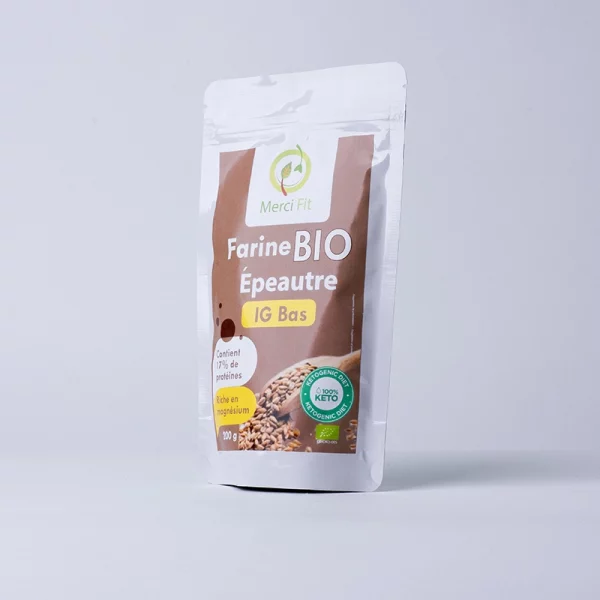 Merci Fit
Farine BIO
Épeautre
IG Bas
Contient
17% de
protéines
Riche en
magnésium
KETOGENIC DIET
100%
KETO
KETOGENIC DIET